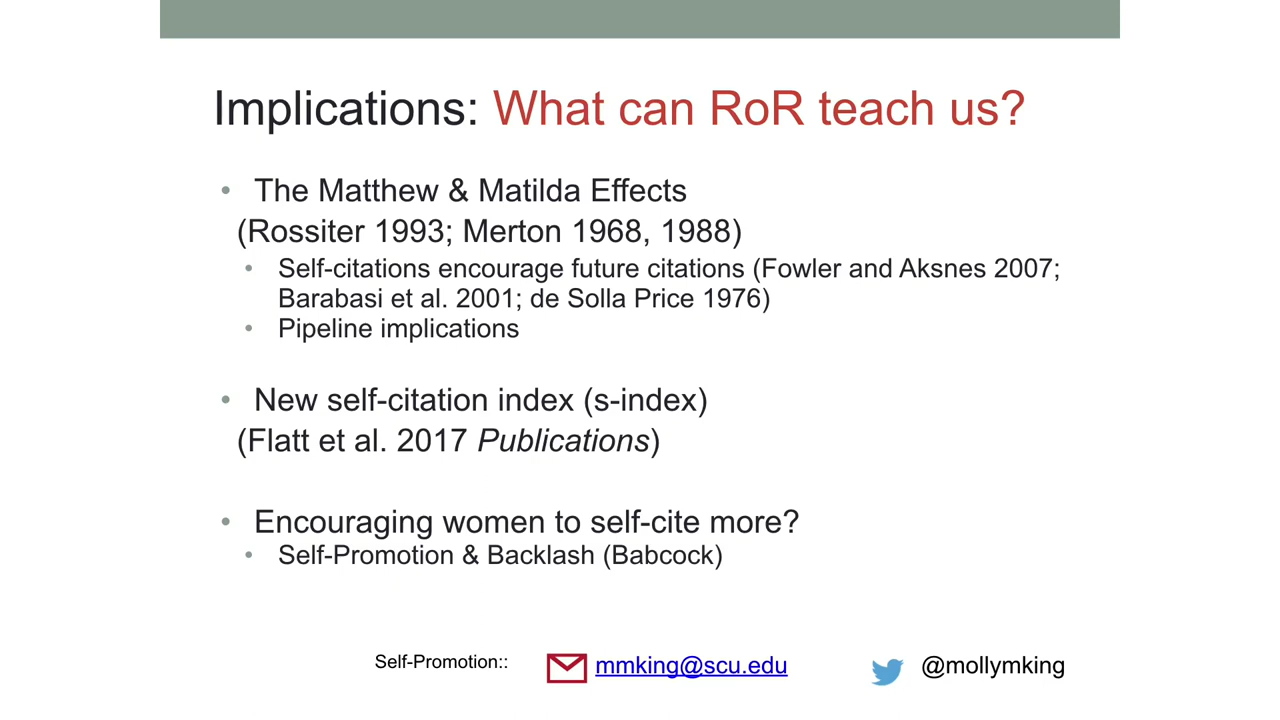 Implications: What can RoR teach us?
• The Matthew & Matilda Effects
(Rossiter 1993; Merton 1968, 1988)
• Self-citations encourage future citations (Fowler and Aksnes 2007;
Barabasi et al. 2001; de Solla Price 1976)
• Pipeline implications
• New self-citation index (s-index)
(Flatt et al. 2017 Publications)
• Encouraging women to self-cite more?
• Self-Promotion & Backlash (Babcock)
Self-Promotion:: mmking@scu.edu @mollymking